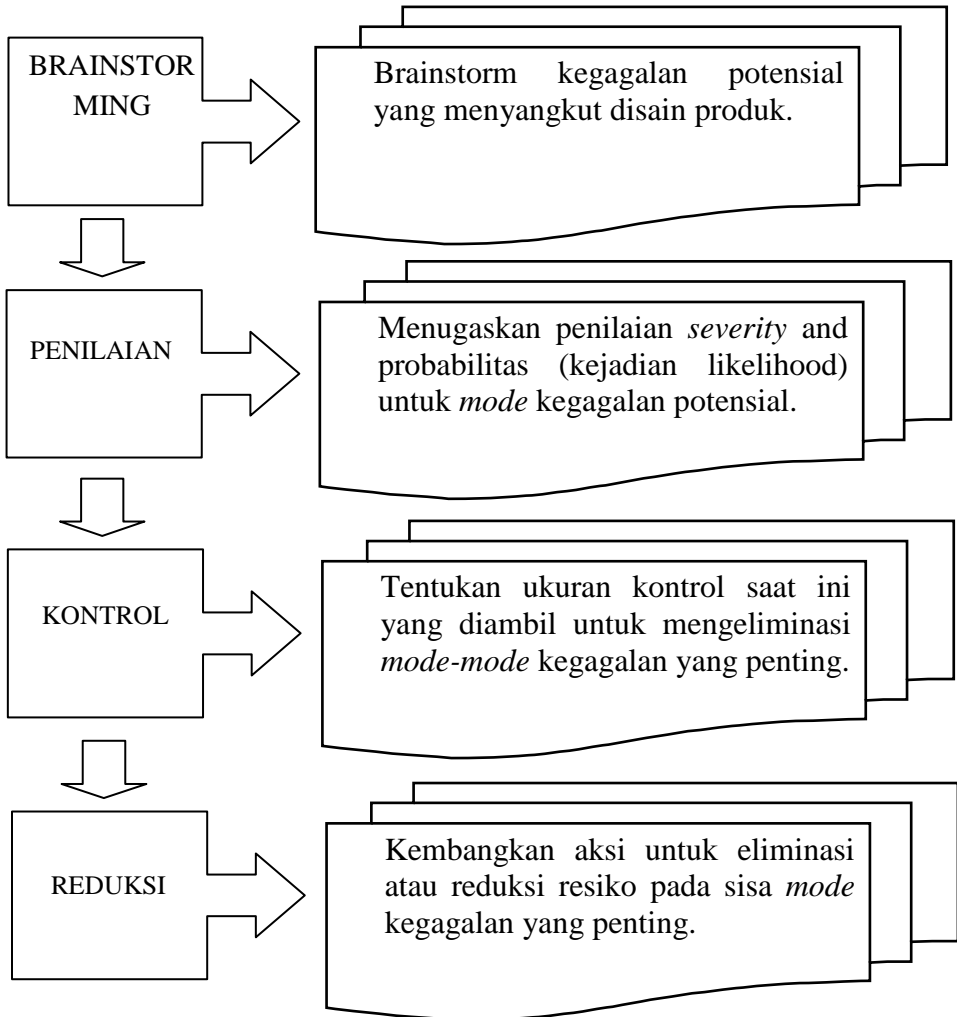 BRAINSTOR
MING
Brainstorm kegagalan potensial
yang menyangkut disain produk.
PENILAIAN
Menugaskan penilaian severity and
probabilitas (kejadian likelihood)
untuk mode kegagalan potensial.
KONTROL
Tentukan ukuran kontrol saat ini
yang diambil untuk mengeliminasi
mode-mode kegagalan yang penting.
REDUKSI
Kembangkan aksi untuk eliminasi
atau reduksi resiko pada sisa mode
kegagalan yang penting.